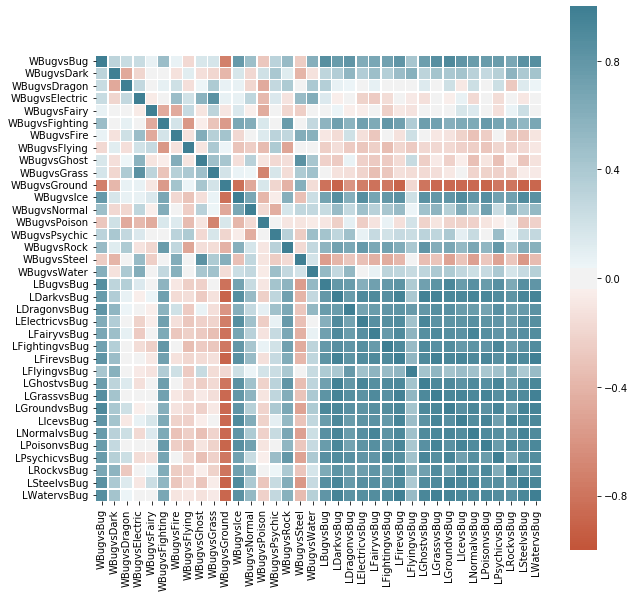 WBugvsBug
WBugvsDark
WBugvsDragon
WBugvsElectric
WBugvsFairy
WBugvsFighting
WBugvsFire
WBugvsFlying
WBugvsGhost
WBugvsGrass
WBugvsGround
WBugvsIce
WBugvsNormal
WBugvsPoison
WBugvsPsychic
WBugvsRock
WBugvsSteel
WBugvsWater
LBugvsBug
LDarkvsBug
LDragonvsBug
LElectricvsBug
LFairyvsBug
LFightingvsBug
LFirevsBug
LFlyingvsBug
LGhostvsBug
LGrassvsBug
LGroundvsBug
LIcevsBug
LNormalvsBug
LPoisonvsBug
LPsychicvsBug
LRockvsBug
LSteelvsBug
LWatervsBug
WBugvsBug
WBugvsDark
WBugvsDragon
WBugvsElectric
WBugvsFairy
WBugvsFighting
WBugvsFire
WBugvsFlying
WBugvsGhost
WBugvsGrass
WBugvsGround
WBugvsIce
WBugvsNormal
WBugvsPoison
WBugvsPsychic
WBugvsRock
WBugvsSteel
WBugvsWater
LBugvsBug
LDarkvsBug
LDragonvsBug
LElectricvsBug
LFairyvsBug
LFightingvsBug
LFirevsBug
LFlyingvsBug
LGhostvsBug
LGrassvsBug
LGroundvsBug
LIcevsBug
LNormalvsBug
LPoisonvsBug
LPsychicvsBug
LRockvsBug
LSteelvsBug
LWatervsBug
0.8
0.4
0.0
−0.4
−0.8